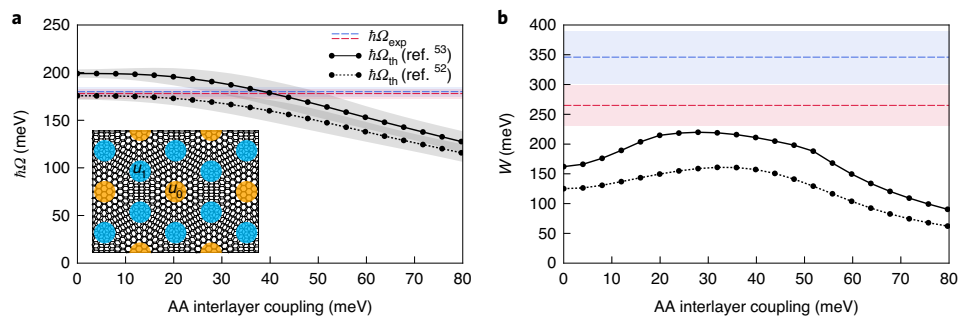 a
250
200
150
100
50
0
ħΩ (meV)
ħΩexp
ħΩth (ref. 53)
ħΩth (ref. 52)
u1
u0
0 10 20 30 40 50 60 70 80
AA interlayer coupling (meV)
b
400
350
300
250
200
150
100
50
0
W (meV)
0 10 20 30 40 50 60 70 80
AA interlayer coupling (meV)